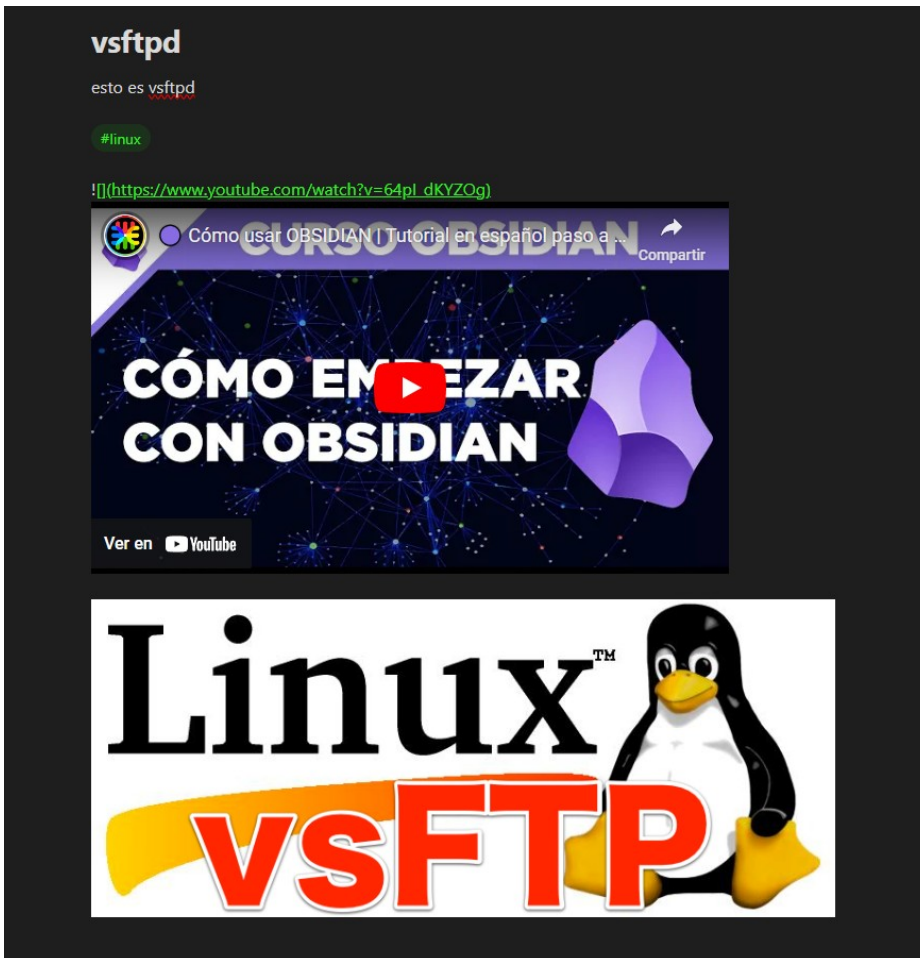 vsftpd
esto es vsftpd
#linux
![](https://www.youtube.com/watch?v=64pI_dKYZOg)
CURSO OBSIDIAN
Cómo usar OBSIDIAN | Tutorial en español paso a ...
Compartir
CÓMO EMPEZAR
CON OBSIDIAN
Ver en YouTube
Linux™
vsFTP